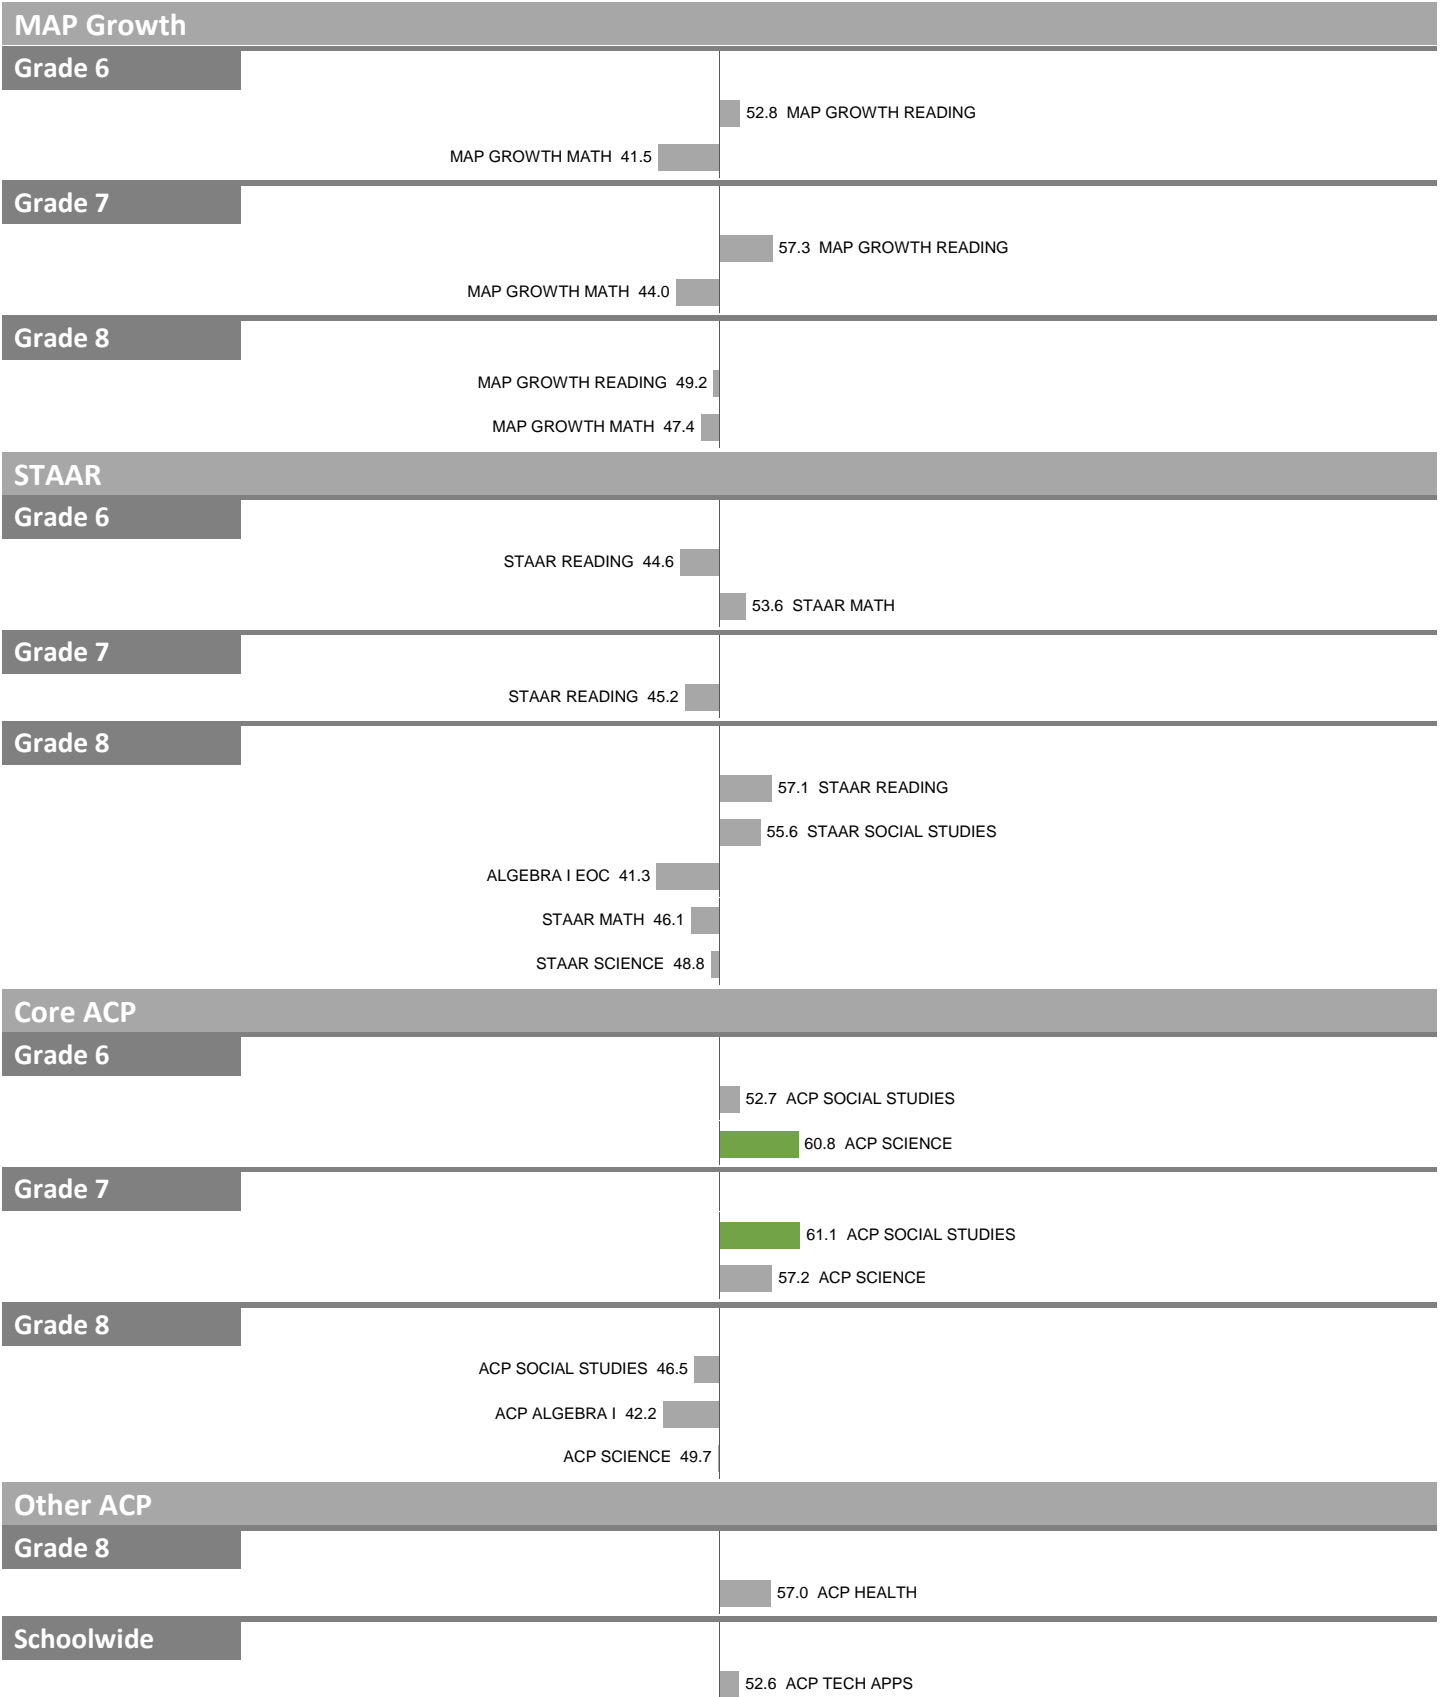 MAP Growth
Grade 6
52.8 MAP GROWTH READING
MAP GROWTH MATH 41.5
Grade 7
57.3 MAP GROWTH READING
MAP GROWTH MATH 44.0
Grade 8
MAP GROWTH READING 49.2
MAP GROWTH MATH 47.4
STAAR
Grade 6
STAAR READING 44.6
53.6 STAAR MATH
Grade 7
STAAR READING 45.2
Grade 8
57.1 STAAR READING
55.6 STAAR SOCIAL STUDIES
ALGEBRA I EOC 41.3
STAAR MATH 46.1
STAAR SCIENCE 48.8
Core ACP
Grade 6
52.7 ACP SOCIAL STUDIES
60.8 ACP SCIENCE
Grade 7
61.1 ACP SOCIAL STUDIES
57.2 ACP SCIENCE
Grade 8
ACP SOCIAL STUDIES 46.5
ACP ALGEBRA I 42.2
ACP SCIENCE 49.7
Other ACP
Grade 8
57.0 ACP HEALTH
Schoolwide
52.6 ACP TECH APPS